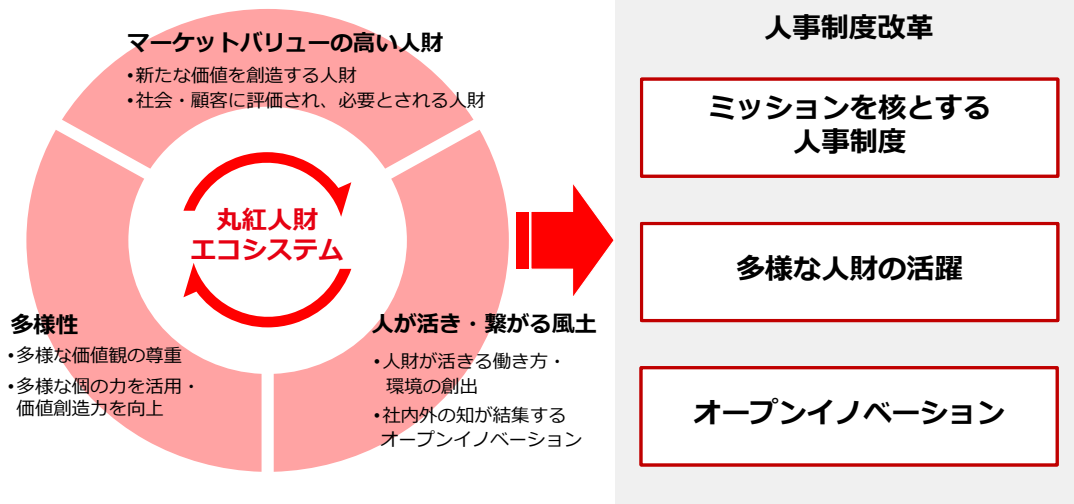 マーケットバリューの高い人財
•新たな価値を創造する人財
•社会・顧客に評価され、必要とされる人財
丸紅人財
エコシステム
多様性
•多様な価値観の尊重
•多様な個の力を活用・
価値創造力を向上
人が活き・繋がる風土
•人財が活きる働き方・
環境の創出
•社内外の知が結集する
オープンイノベーション
人事制度改革
ミッションを核とする
人事制度
多様な人財の活躍
オープンイノベーション